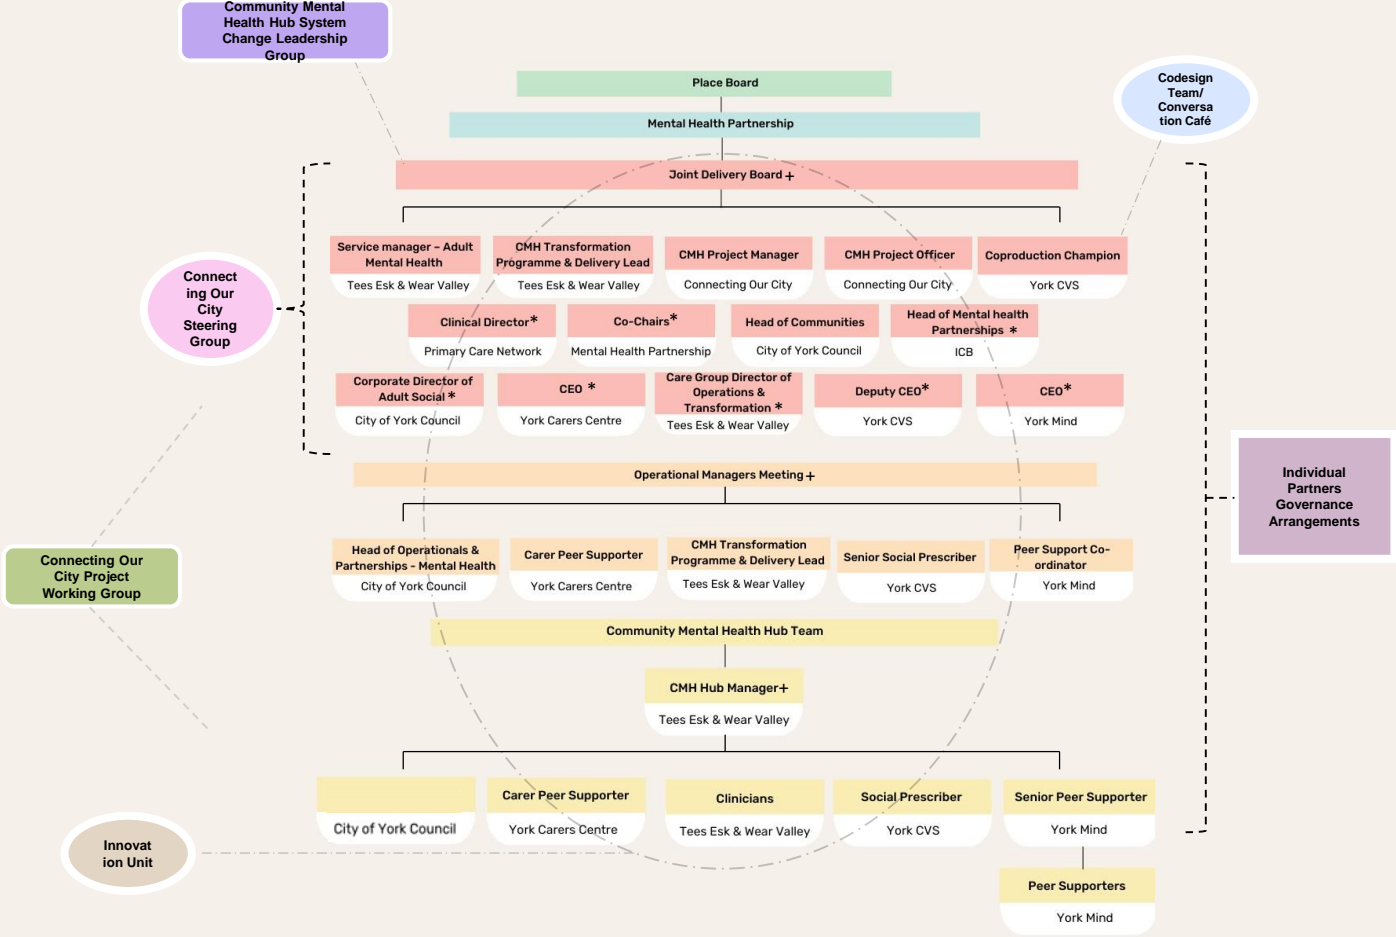 Community Mental
Health Hub System
Change Leadership
Group
Place Board
Mental Health Partnership
Joint Delivery Board +
Codesign
Team/
Conversa
tion Café
Service manager – Adult
Mental Health
Tees Esk & Wear Valley
CMH Transformation
Programme & Delivery Lead
Tees Esk & Wear Valley
CMH Project Manager
Connecting Our City
CMH Project Officer
Connecting Our City
Coproduction Champion
York CVS
Connect
ing Our
City
Steering
Group
Clinical Director*
Primary Care Network
Co-Chairs*
Mental Health Partnership
Head of Communities
City of York Council
Head of Mental health
Partnerships *
ICB
Corporate Director of
Adult Social *
City of York Council
CEO *
York Carers Centre
Care Group Director of
Operations &
Transformation *
Tees Esk & Wear Valley
Deputy CEO*
York CVS
CEO*
York Mind
Operational Managers Meeting +
Individual
Partners
Governance
Arrangements
Head of Operationals &
Partnerships - Mental Health
City of York Council
Carer Peer Supporter
York Carers Centre
CMH Transformation
Programme & Delivery Lead
Tees Esk & Wear Valley
Senior Social Prescriber
York CVS
Peer Support Co-
ordinator
York Mind
Connecting Our
City Project
Working Group
Community Mental Health Hub Team
CMH Hub Manager+
Tees Esk & Wear Valley
City of York Council
Carer Peer Supporter
York Carers Centre
Clinicians
Tees Esk & Wear Valley
Social Prescriber
York CVS
Senior Peer Supporter
York Mind
Innovat
ion Unit
Peer Supporters
York Mind